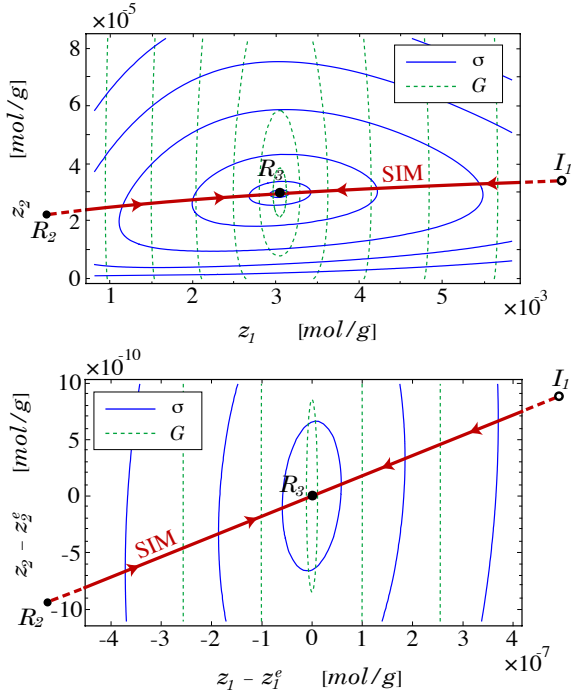 ×10⁻⁵
z₂ [mol/g]
8
6
4
2
0
σ
G
R₃
SIM
I₁
R₂
1
2
3
4
5
×10⁻³
z₁ [mol/g]
×10⁻¹⁰
I₁
z₂ – z₂ᵉ [mol/g]
10
5
0
-5
-10
σ
G
R₃
SIM
R₂
-4
-3
-2
-1
0
1
2
3
4
×10⁻⁷
z₁ – z₁ᵉ [mol/g]